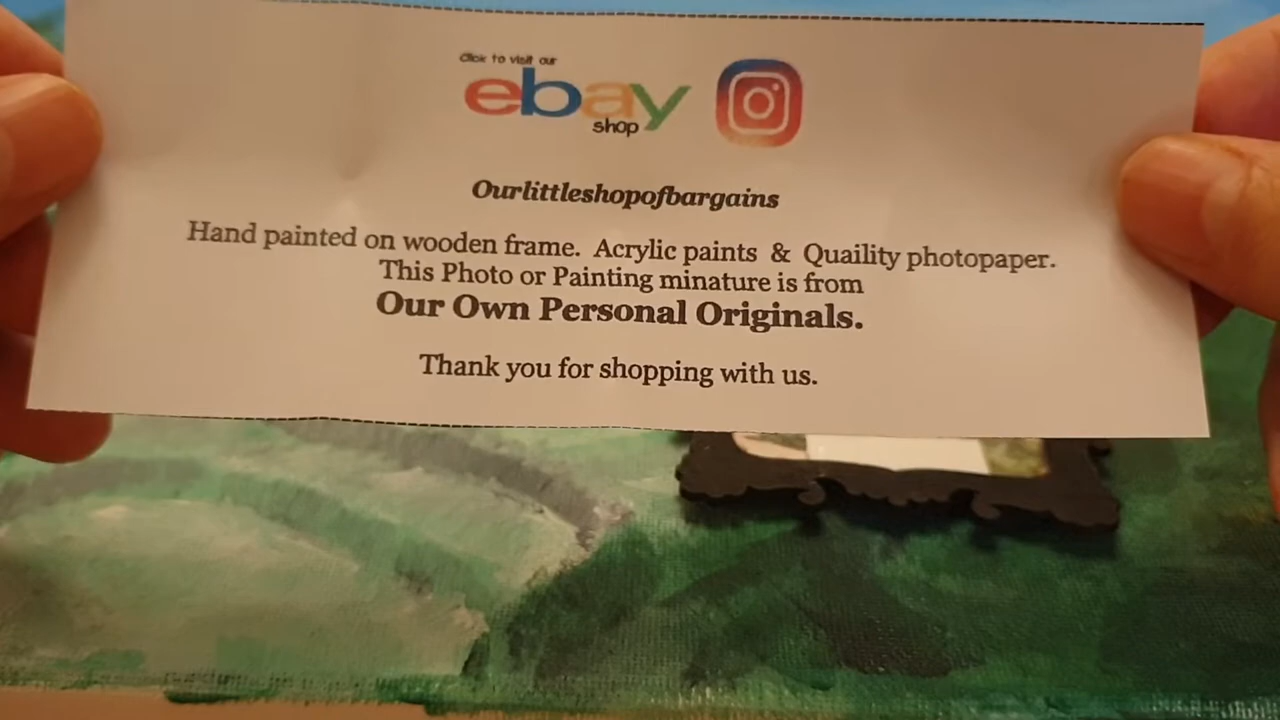 click to visit our
ebay
shop
Ourlittleshopofbargains
Hand painted on wooden frame. Acrylic paints & Quaility photopaper.
This Photo or Painting minature is from
Our Own Personal Originals.
Thank you for shopping with us.